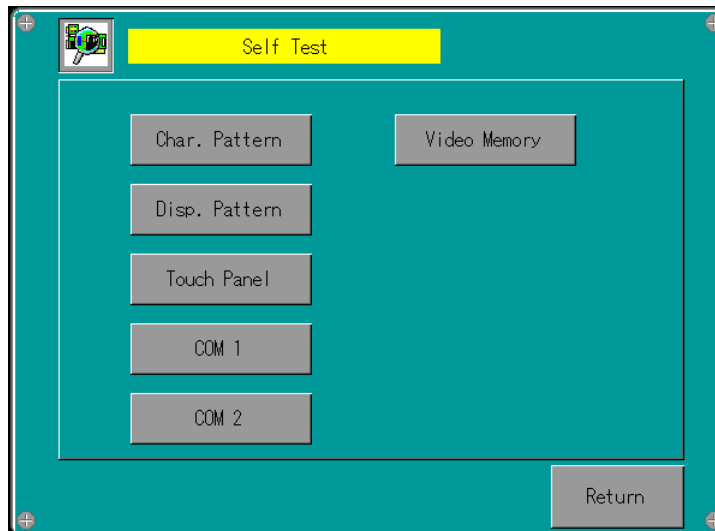 Self Test
Char. Pattern
Video Memory
Disp. Pattern
Touch Panel
COM 1
COM 2
Return